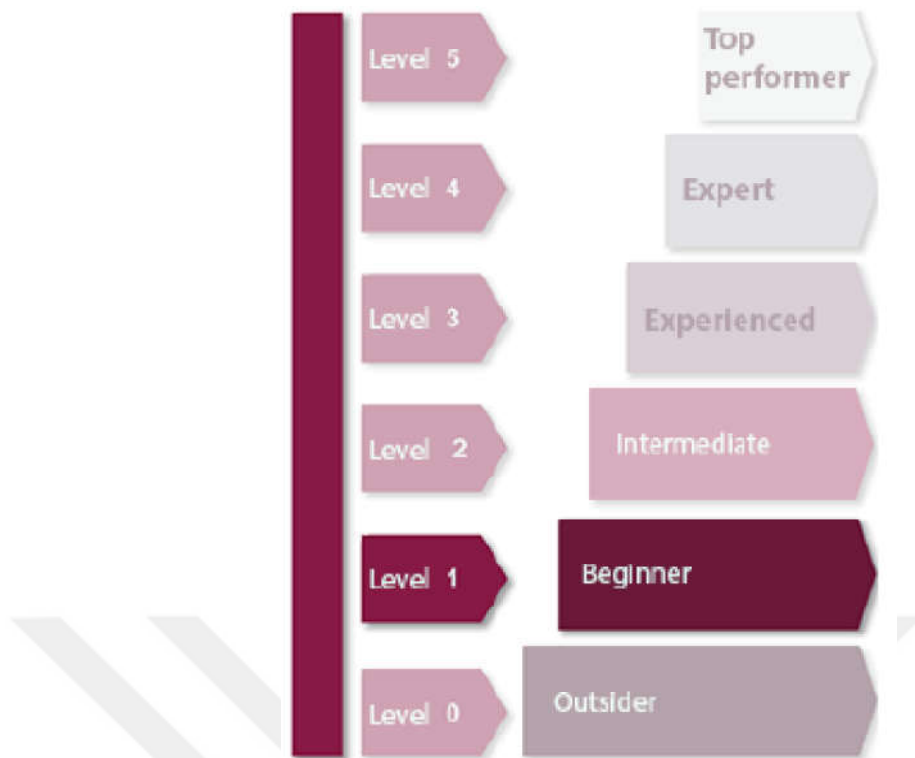 Level 5
Top
performer
Level 4
Expert
Level 3
Experienced
Level 2
Intermediate
Level 1
Beginner
Level 0
Outsider